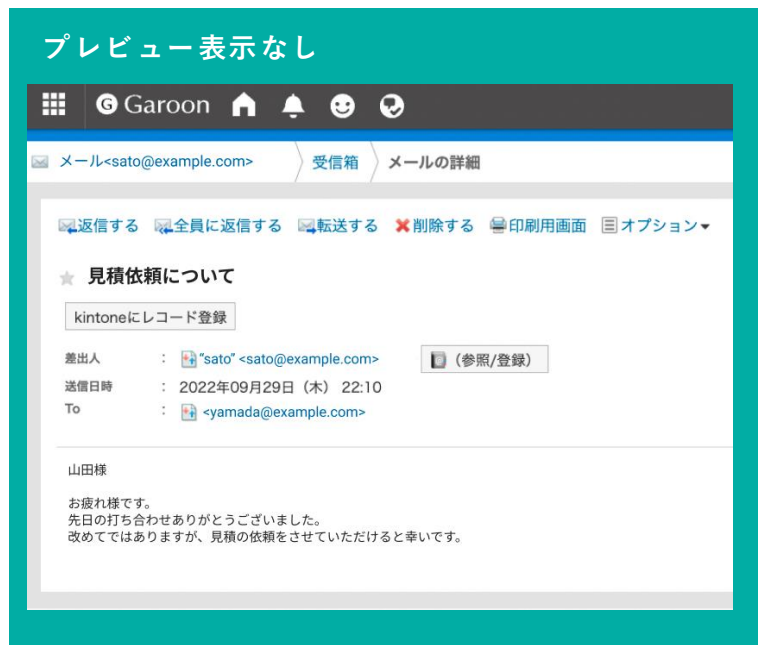 プレビュー表示なし
G Garoon
メール<sato@example.com> 受信箱 メールの詳細
返信する 全員に返信する 転送する 削除する 印刷用画面 オプション
見積依頼について
kintoneにレコード登録
差出人 : "sato" <sato@example.com> (参照/登録)
送信日時 : 2022年09月29日（木） 22:10
To : <yamada@example.com>
山田様
お疲れ様です。
先日の打ち合わせありがとうございました。
改めてではありますが、見積の依頼をさせていただけると幸いです。